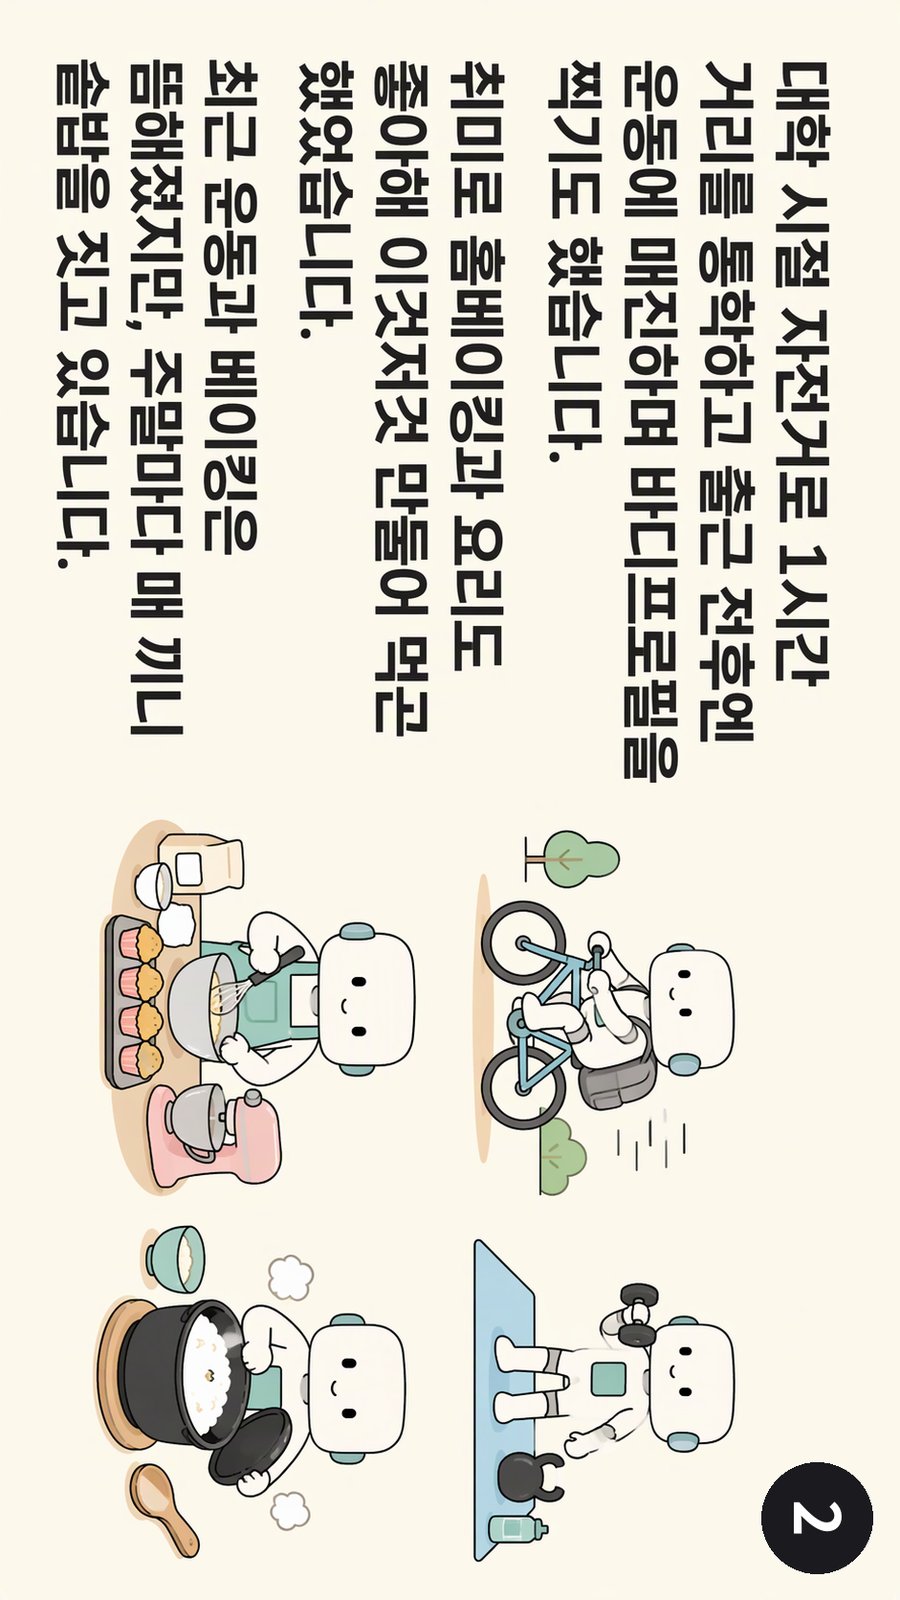 대학 시절 자전거로 1시간
거리를 통학하고 출근 전후엔
운동에 매진하며 바디프로필을
찍기도 했습니다.
취미로 홈베이킹과 요리도
좋아해 이것저것 만들어 먹곤
했었습니다.
최근 운동과 베이킹은
뜸해졌지만, 주말마다 매 끼니
솥밥을 짓고 있습니다.
2